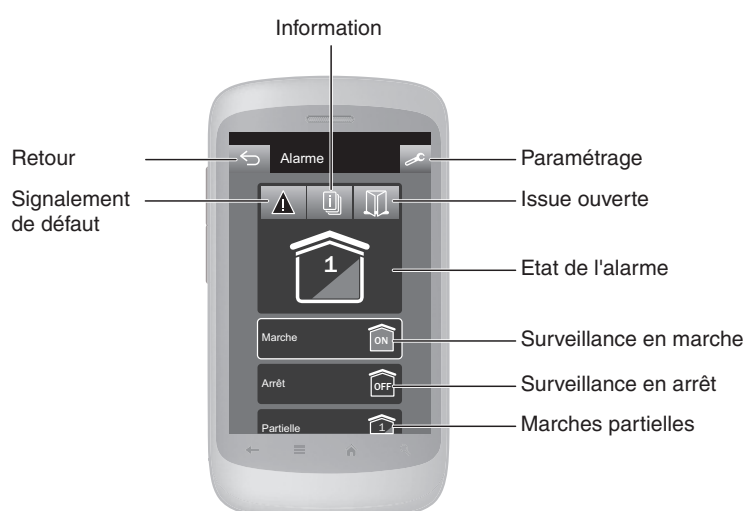 Information
Retour
Alarme
Paramétrage
Signalement
de défaut
Issue ouverte
1
Etat de l'alarme
Marche
ON
Surveillance en marche
Arrêt
OFF
Surveillance en arrêt
Partielle
1
Marches partielles